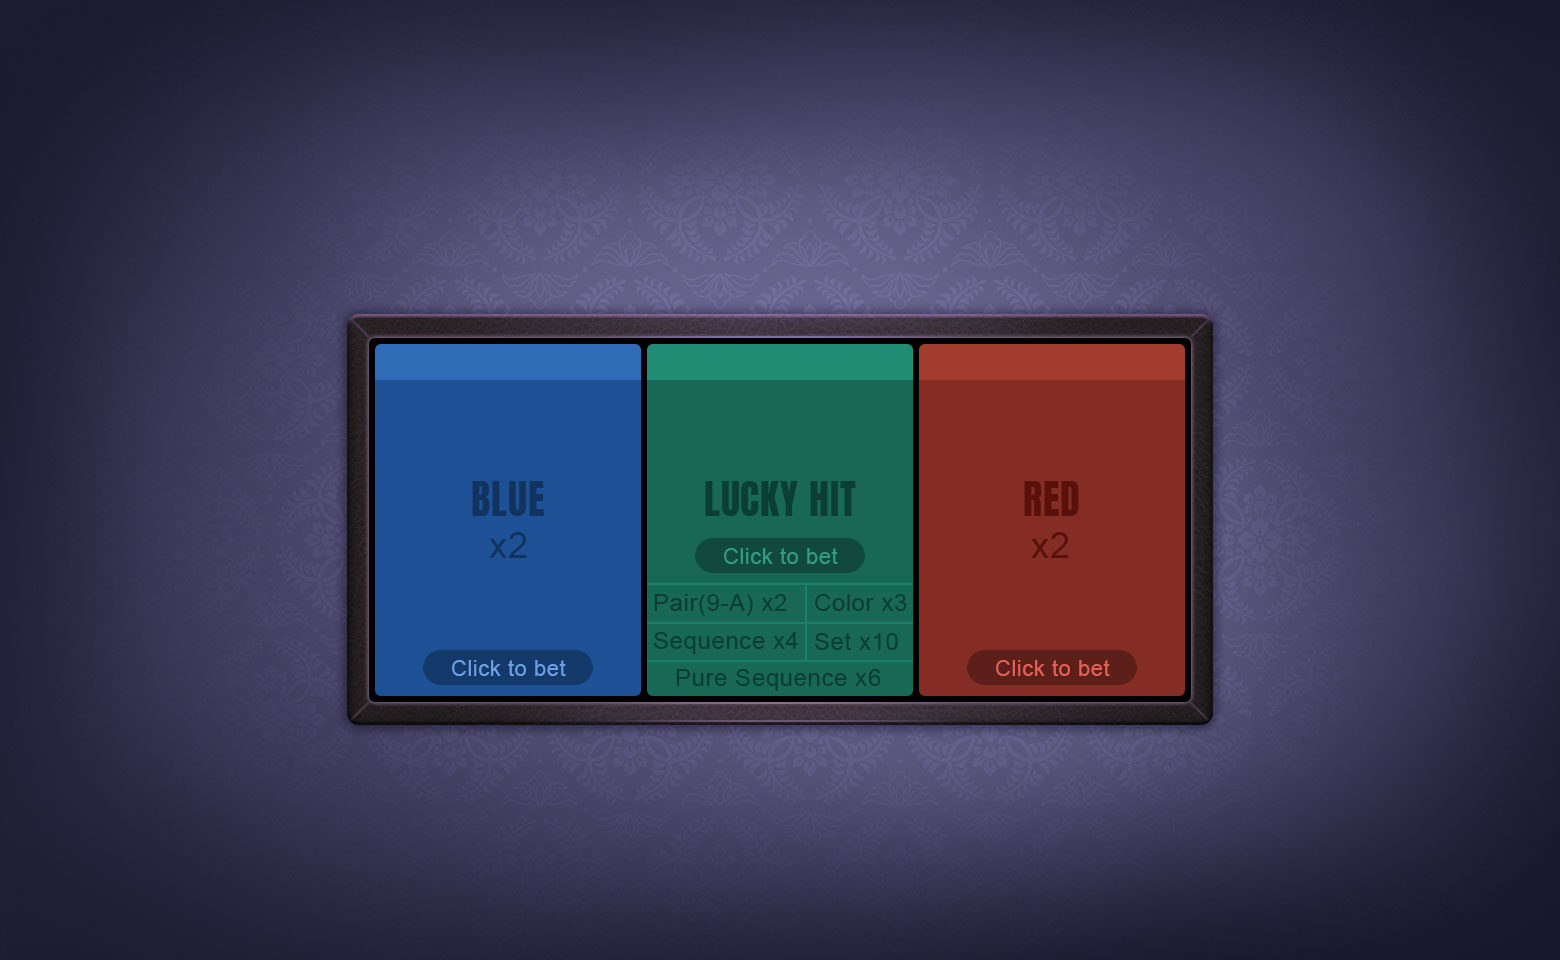 BLUE
x2
Click to bet
LUCKY HIT
Click to bet
Pair(9-A) x2
Color x3
Sequence x4
Set x10
Pure Sequence x6
RED
x2
Click to bet